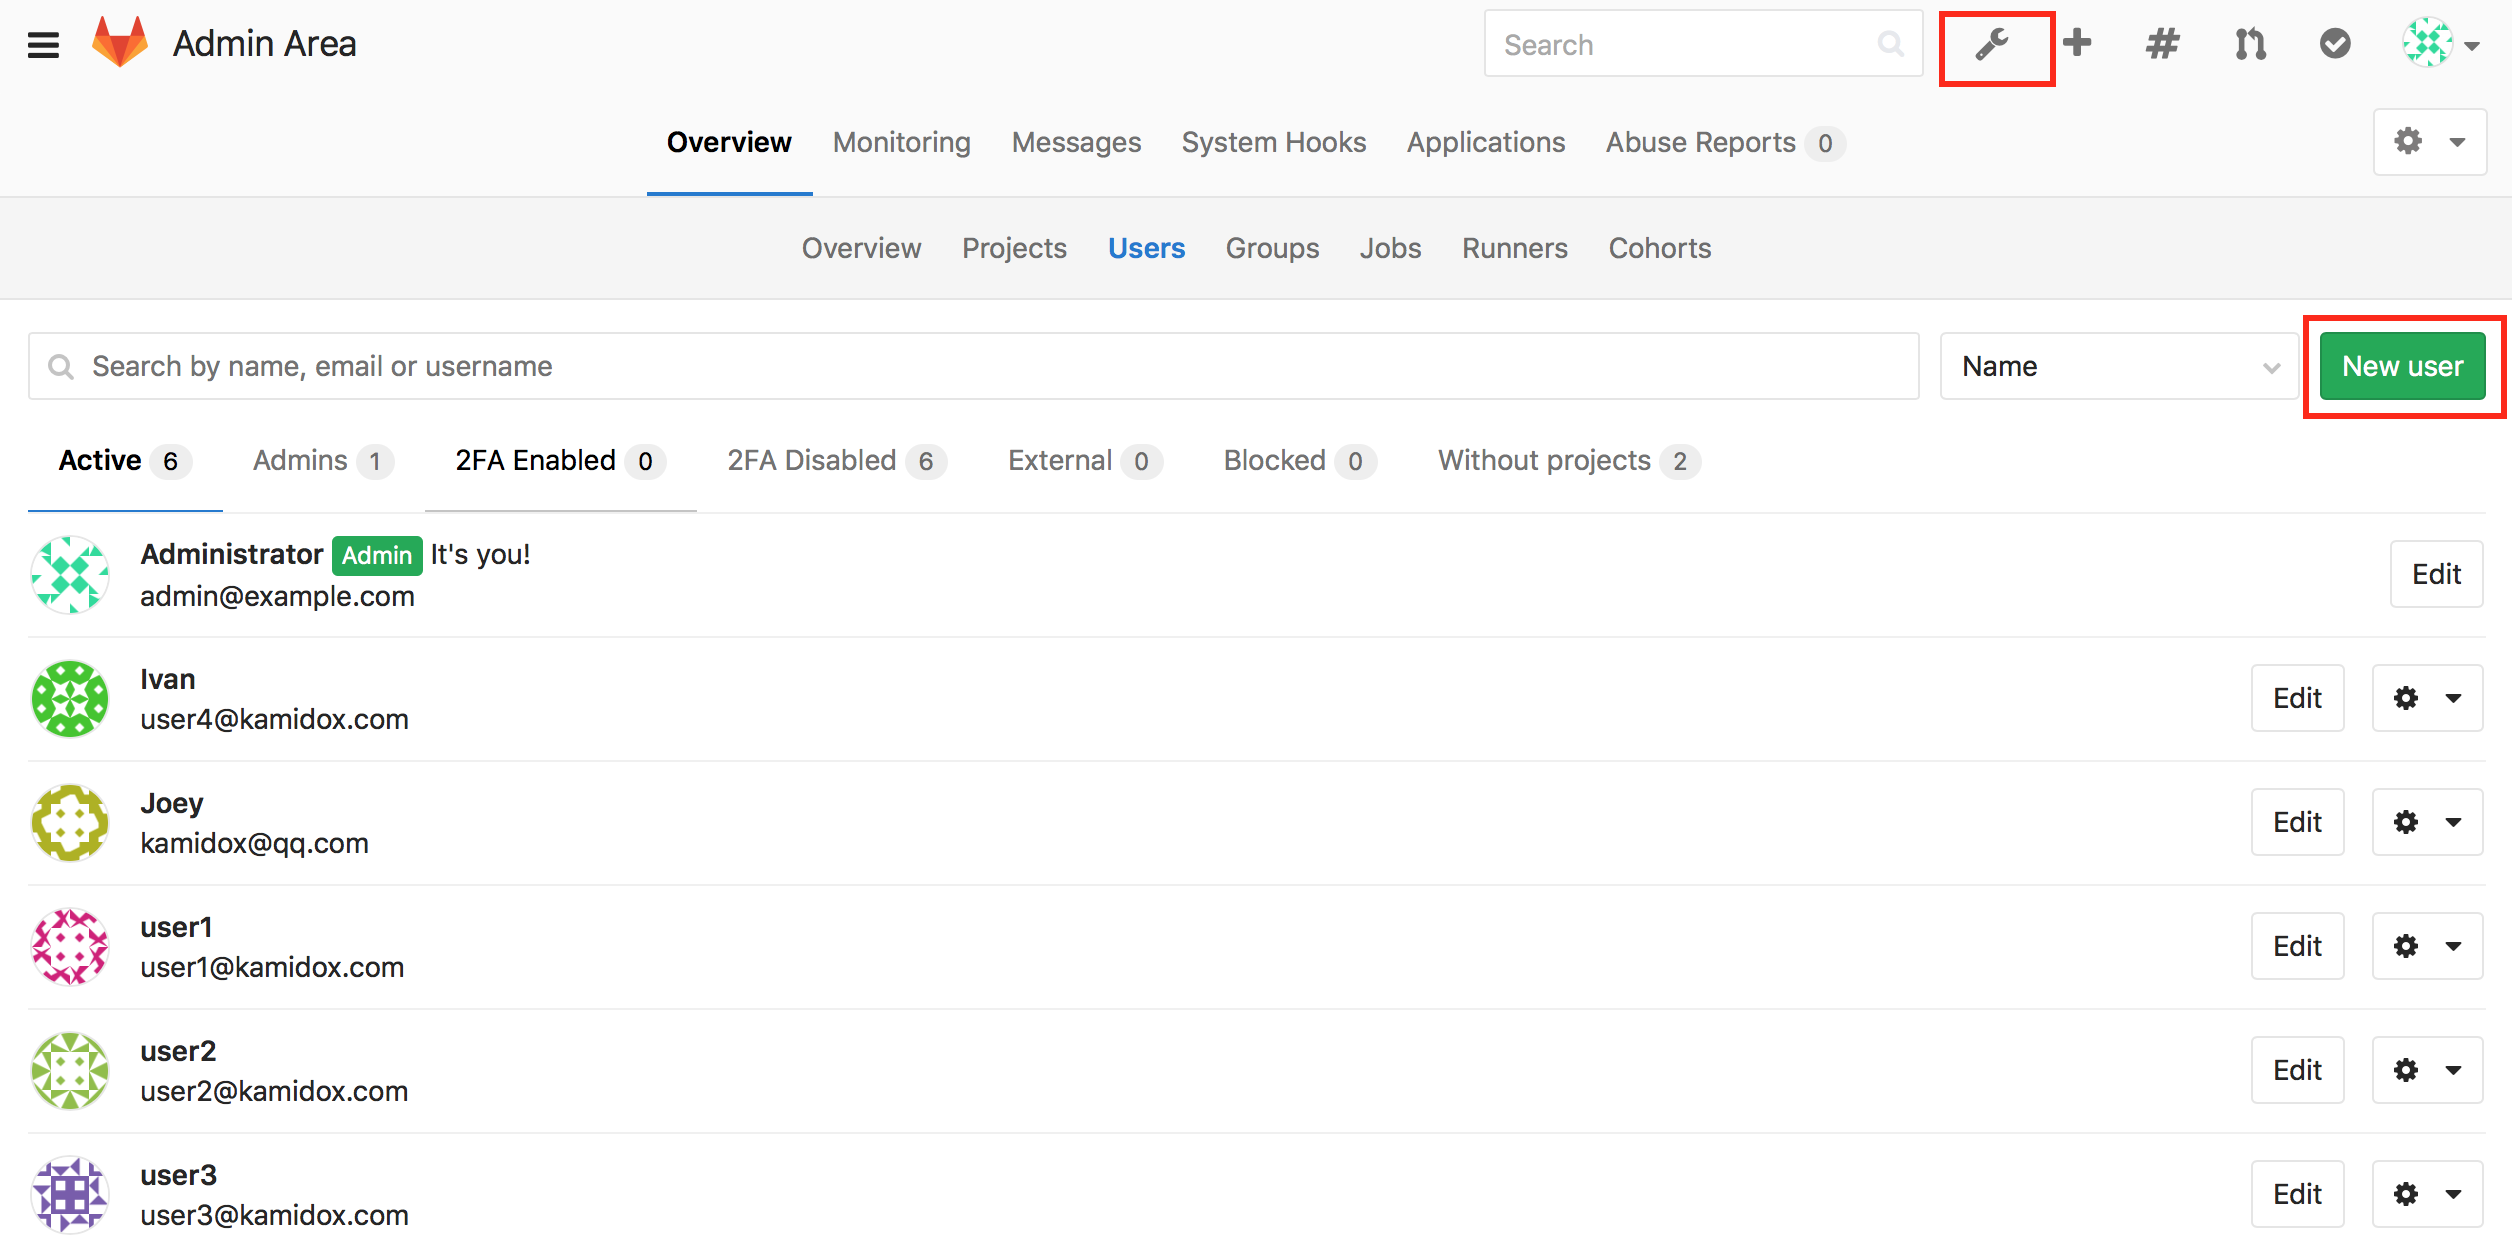 Admin Area
Search
Overview Monitoring Messages System Hooks Applications Abuse Reports 0
Overview Projects Users Groups Jobs Runners Cohorts
Search by name, email or username Name New user
Active 6 Admins 1 2FA Enabled 0 2FA Disabled 6 External 0 Blocked 0 Without projects 2
Administrator Admin It's you!
admin@example.com
Edit
Ivan
user4@kamidox.com
Edit
Joey
kamidox@qq.com
Edit
user1
user1@kamidox.com
Edit
user2
user2@kamidox.com
Edit
user3
user3@kamidox.com
Edit